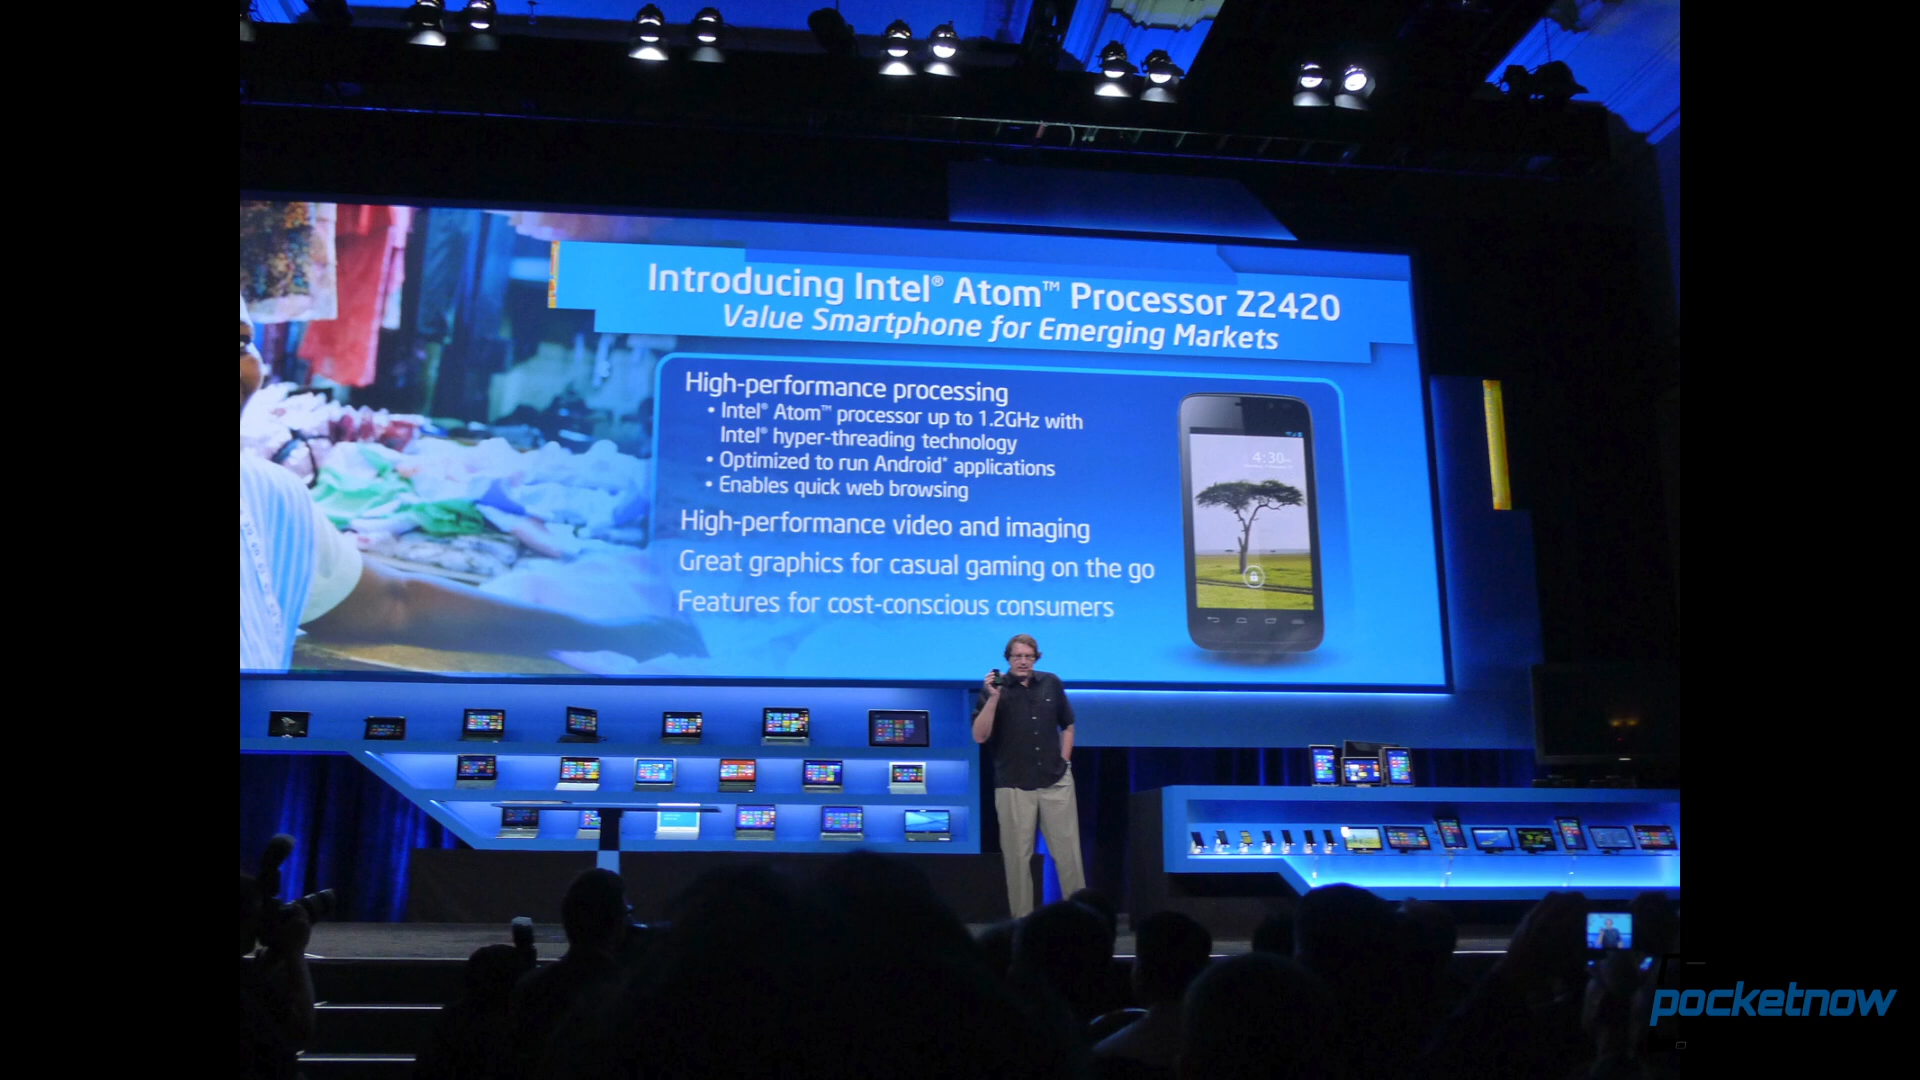 Introducing Intel® Atom™ Processor Z2420
Value Smartphone for Emerging Markets
High-performance processing
• Intel® Atom™ processor up to 1.2GHz with
Intel® hyper-threading technology
• Optimized to run Android* applications
• Enables quick web browsing
High-performance video and imaging
Great graphics for casual gaming on the go
Features for cost-conscious consumers
4:30
pocketnow